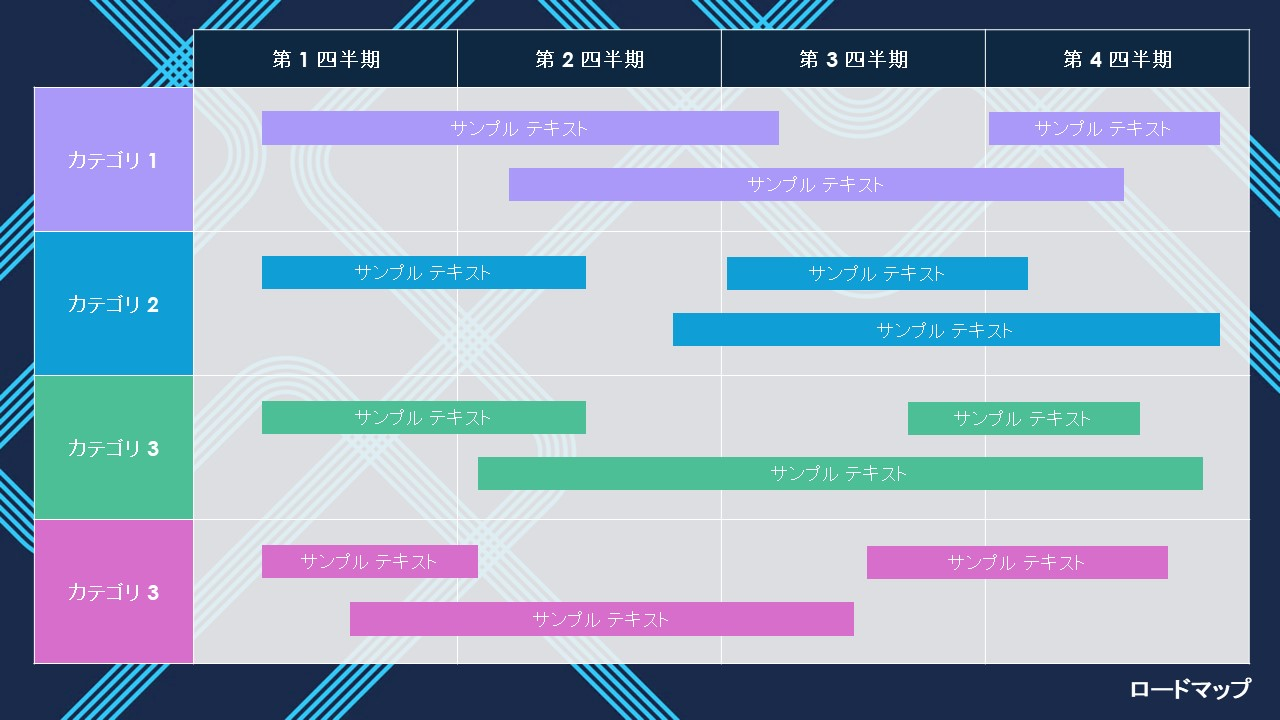 第 1 四半期
第 2 四半期
第 3 四半期
第 4 四半期
カテゴリ 1
サンプル テキスト
サンプル テキスト
サンプル テキスト
カテゴリ 2
サンプル テキスト
サンプル テキスト
サンプル テキスト
カテゴリ 3
サンプル テキスト
サンプル テキスト
サンプル テキスト
カテゴリ 3
サンプル テキスト
サンプル テキスト
サンプル テキスト
ロードマップ